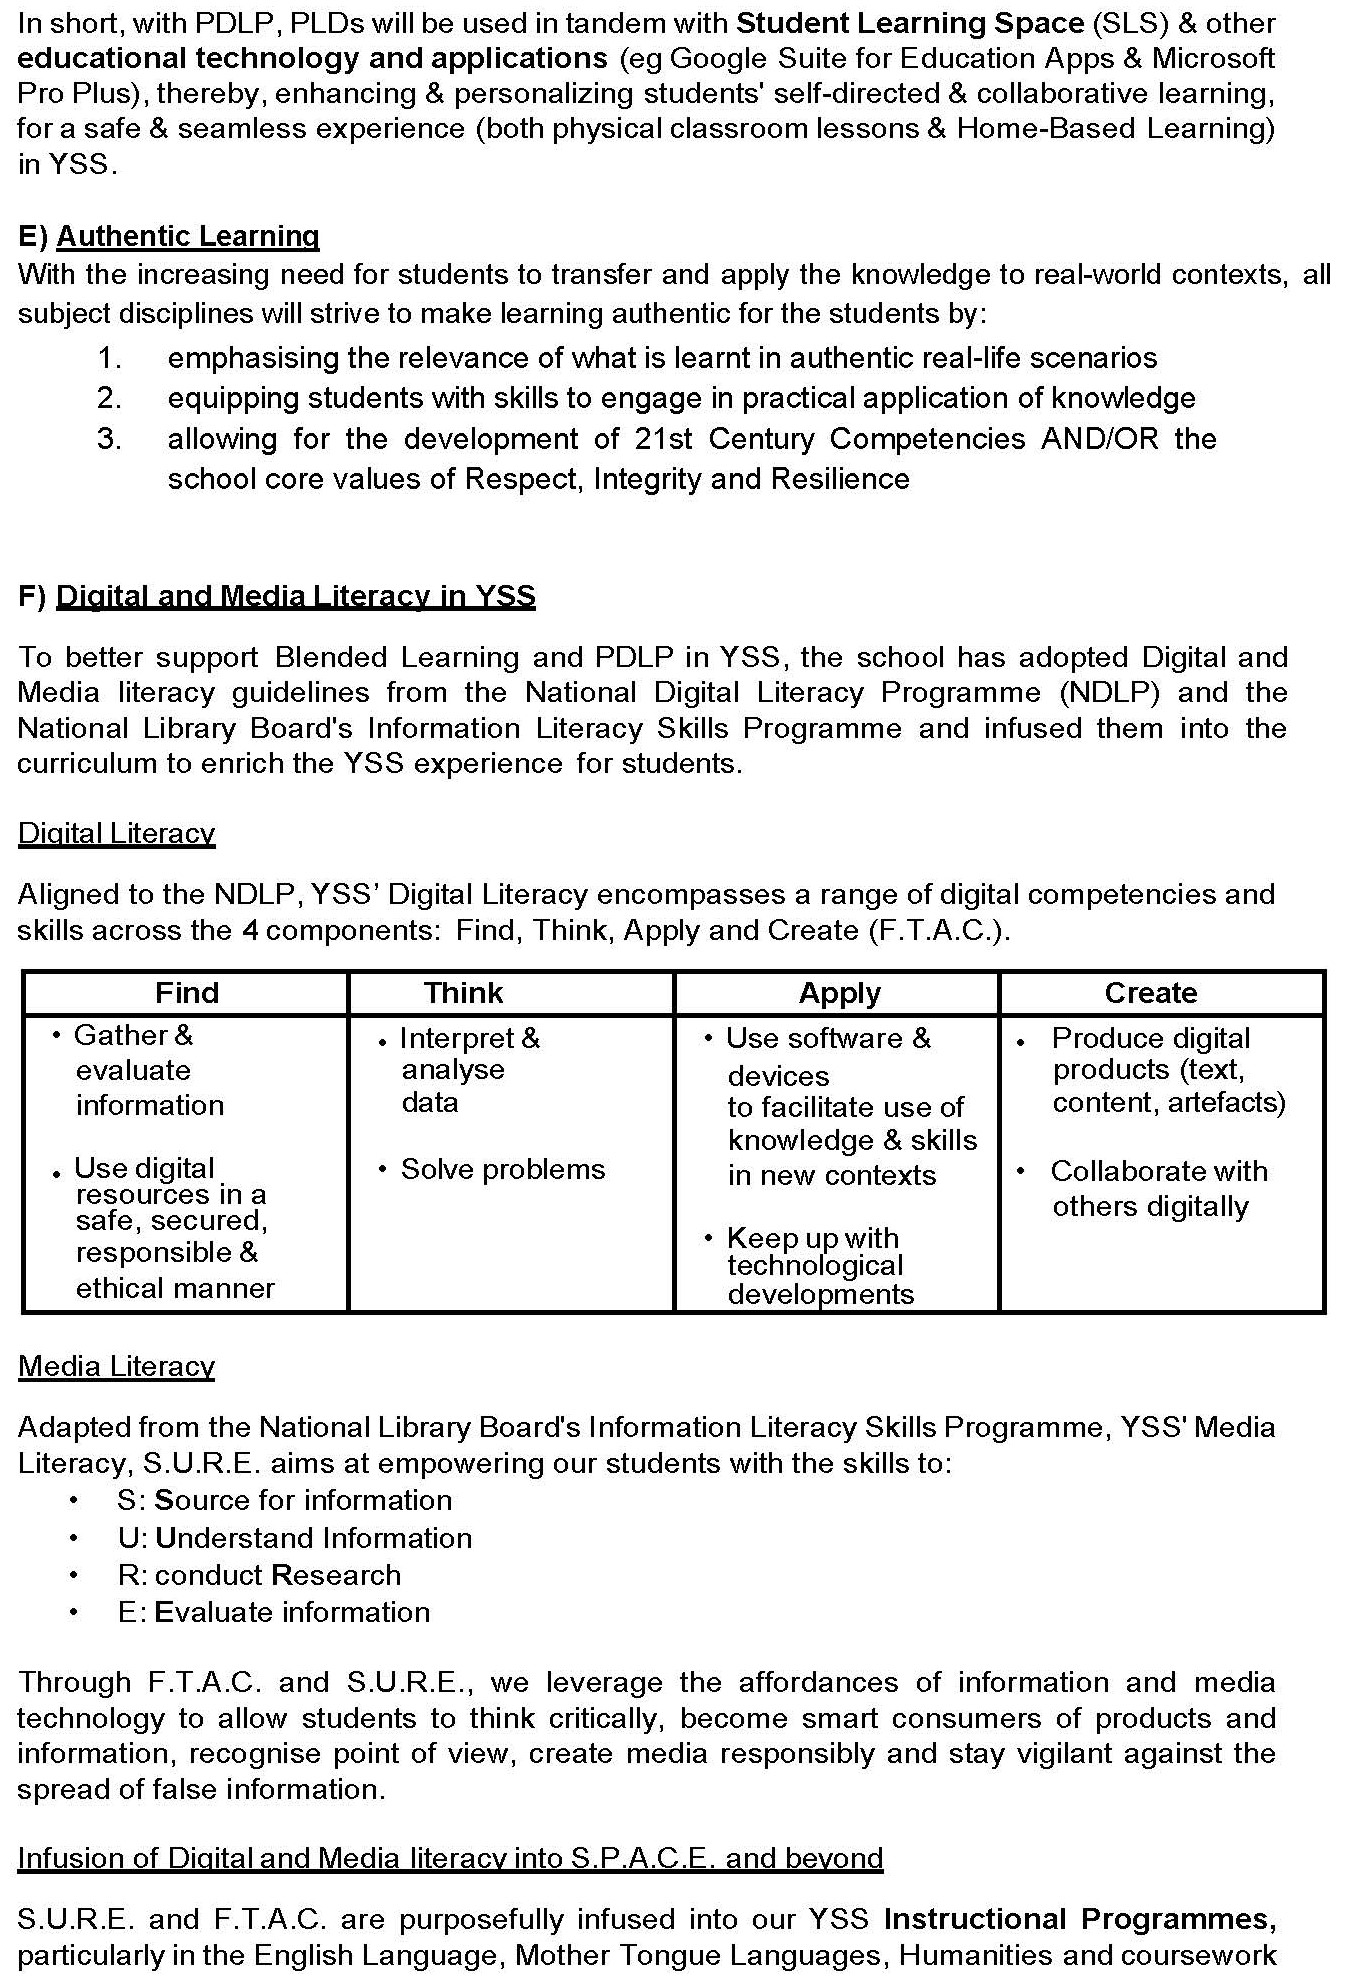 In short, with PDLP, PLDs will be used in tandem with Student Learning Space (SLS) & other
educational technology and applications (eg Google Suite for Education Apps & Microsoft
Pro Plus), thereby, enhancing & personalizing students' self-directed & collaborative learning,
for a safe & seamless experience (both physical classroom lessons & Home-Based Learning)
in YSS.
E) Authentic Learning
With the increasing need for students to transfer and apply the knowledge to real-world contexts, all
subject disciplines will strive to make learning authentic for the students by:
1. emphasising the relevance of what is learnt in authentic real-life scenarios
2. equipping students with skills to engage in practical application of knowledge
3. allowing for the development of 21st Century Competencies AND/OR the
school core values of Respect, Integrity and Resilience
F) Digital and Media Literacy in YSS
To better support Blended Learning and PDLP in YSS, the school has adopted Digital and
Media literacy guidelines from the National Digital Literacy Programme (NDLP) and the
National Library Board's Information Literacy Skills Programme and infused them into the
curriculum to enrich the YSS experience for students.
Digital Literacy
Aligned to the NDLP, YSS’ Digital Literacy encompasses a range of digital competencies and
skills across the 4 components: Find, Think, Apply and Create (F.T.A.C.).
Find
• Gather &
evaluate
information
• Use digital
resources in a
safe, secured,
responsible &
ethical manner
Think
• Interpret &
analyse
data
• Solve problems
Apply
• Use software &
devices
to facilitate use of
knowledge & skills
in new contexts
• Keep up with
technological
developments
Create
• Produce digital
products (text,
content, artefacts)
• Collaborate with
others digitally
Media Literacy
Adapted from the National Library Board's Information Literacy Skills Programme, YSS' Media
Literacy, S.U.R.E. aims at empowering our students with the skills to:
• S: Source for information
• U: Understand Information
• R: conduct Research
• E: Evaluate information
Through F.T.A.C. and S.U.R.E., we leverage the affordances of information and media
technology to allow students to think critically, become smart consumers of products and
information, recognise point of view, create media responsibly and stay vigilant against the
spread of false information.
Infusion of Digital and Media literacy into S.P.A.C.E. and beyond
S.U.R.E. and F.T.A.C. are purposefully infused into our YSS Instructional Programmes,
particularly in the English Language, Mother Tongue Languages, Humanities and coursework